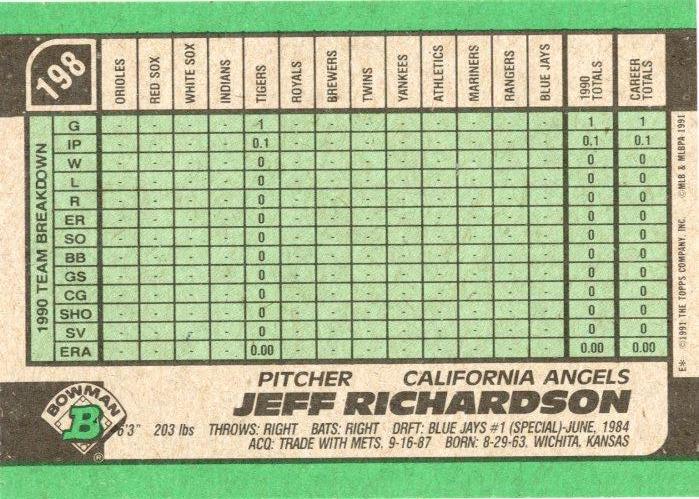 198
ORIOLES RED SOX WHITE SOX INDIANS TIGERS ROYALS BREWERS TWINS YANKEES ATHLETICS MARINERS RANGERS BLUE JAYS 1990 TOTALS CAREER TOTALS
1990 TEAM BREAKDOWN
G - - - - 1 - - - - - - - - 1 1
IP - - - - 0.1 - - - - - - - - 0.1 0.1
W - - - - 0 - - - - - - - - 0 0
L - - - - 0 - - - - - - - - 0 0
R - - - - 0 - - - - - - - - 0 0
ER - - - - 0 - - - - - - - - 0 0
SO - - - - 0 - - - - - - - - 0 0
BB - - - - 0 - - - - - - - - 0 0
GS - - - - 0 - - - - - - - - 0 0
CG - - - - 0 - - - - - - - - 0 0
SHO - - - - 0 - - - - - - - - 0 0
SV - - - - 0 - - - - - - - - 0 0
ERA - - - - 0.00 - - - - - - - - 0.00 0.00
E* ©1991 THE TOPPS COMPANY, INC. ©MLB & MLBPA 1991
PITCHER CALIFORNIA ANGELS
JEFF RICHARDSON
BOWMAN
B
®
6'3" 203 lbs THROWS: RIGHT BATS: RIGHT DRFT: BLUE JAYS #1 (SPECIAL)-JUNE, 1984
ACQ: TRADE WITH METS, 9-16-87 BORN: 8-29-63, WICHITA, KANSAS